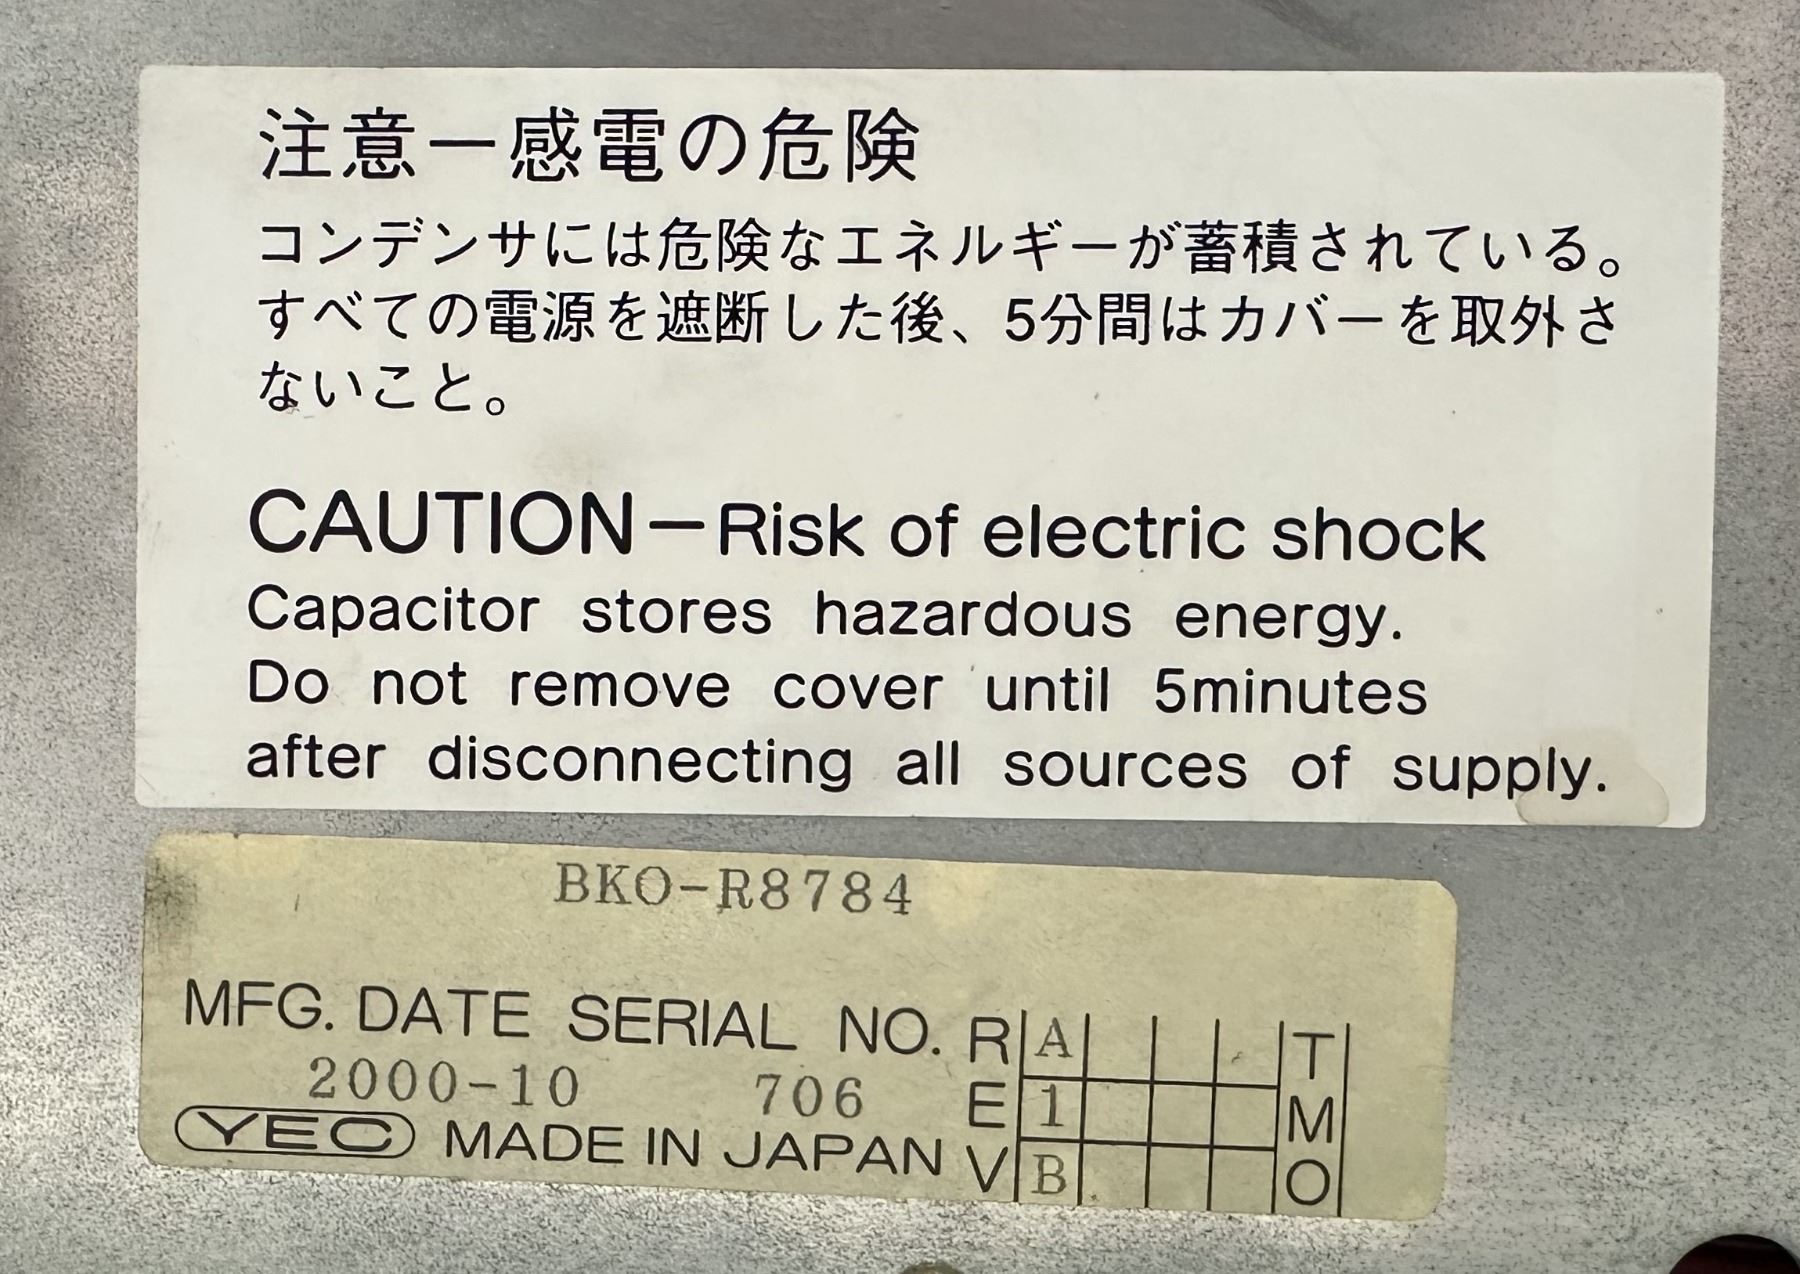 注意ー感電の危険
コンデンサには危険なエネルギーが蓄積されている。
すべての電源を遮断した後、5分間はカバーを取外さ
ないこと。
CAUTION－Risk of electric shock
Capacitor stores hazardous energy.
Do not remove cover until 5minutes
after disconnecting all sources of supply.
BKO-R8784
MFG. DATE SERIAL NO.
2000-10 706
YEC MADE IN JAPAN
REV A 1 B
TMO